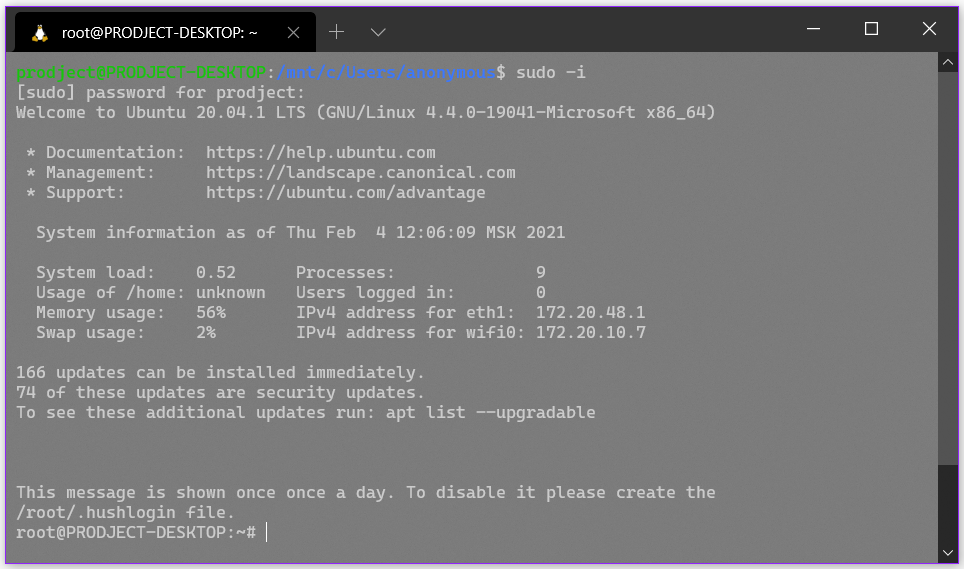 root@PRODJECT-DESKTOP: ~
prodject@PRODJECT-DESKTOP:/mnt/c/Users/anonymous$ sudo -i
[sudo] password for prodject:
Welcome to Ubuntu 20.04.1 LTS (GNU/Linux 4.4.0-19041-Microsoft x86_64)
* Documentation:  https://help.ubuntu.com
* Management:     https://landscape.canonical.com
* Support:        https://ubuntu.com/advantage
System information as of Thu Feb  4 12:06:09 MSK 2021
System load:    0.52      Processes:              9
Usage of /home: unknown   Users logged in:        0
Memory usage:   56%       IPv4 address for eth1:  172.20.48.1
Swap usage:     2%        IPv4 address for wifi0: 172.20.10.7
166 updates can be installed immediately.
74 of these updates are security updates.
To see these additional updates run: apt list --upgradable
This message is shown once once a day. To disable it please create the
/root/.hushlogin file.
root@PRODJECT-DESKTOP:~#